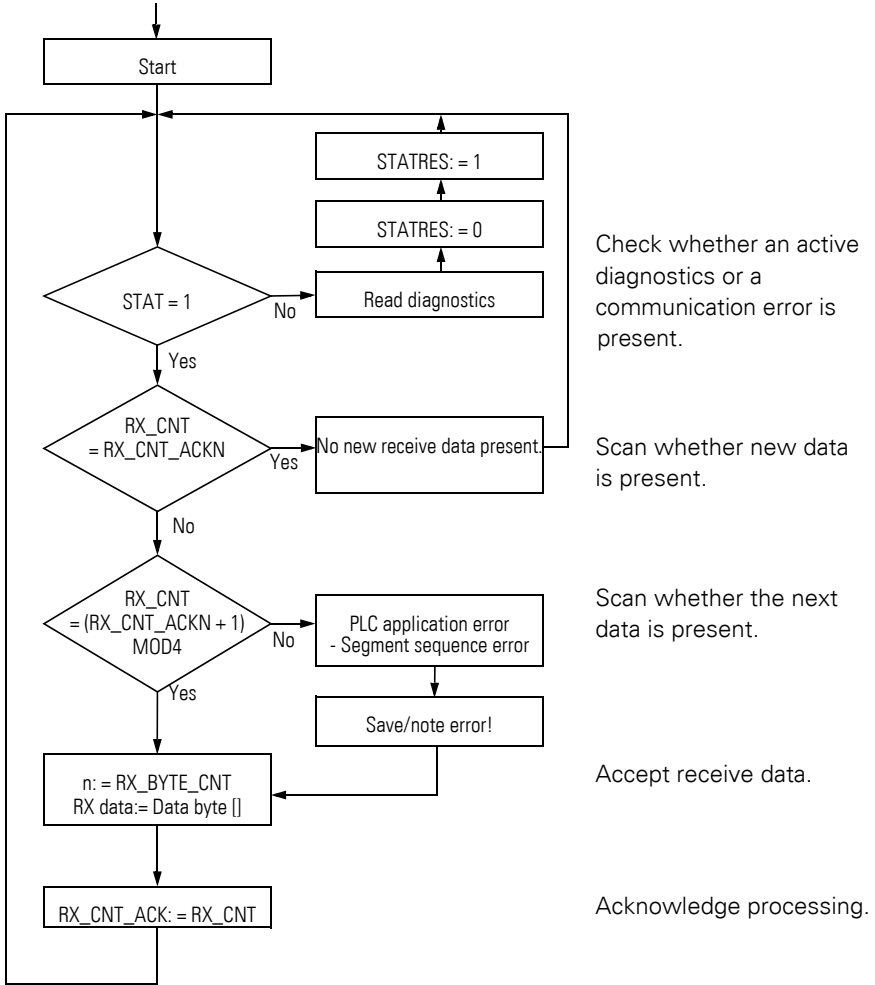 Start
STATRES: = 1
STATRES: = 0
STAT = 1
No
Read diagnostics
Check whether an active
diagnostics or a
communication error is
present.
Yes
RX_CNT
= RX_CNT_ACKN
Yes
No new receive data present.
Scan whether new data
is present.
No
RX_CNT
= (RX_CNT_ACKN + 1)
MOD4
No
PLC application error
- Segment sequence error
Scan whether the next
data is present.
Yes
Save/note error!
n: = RX_BYTE_CNT
RX data:= Data byte []
Accept receive data.
RX_CNT_ACK: = RX_CNT
Acknowledge processing.